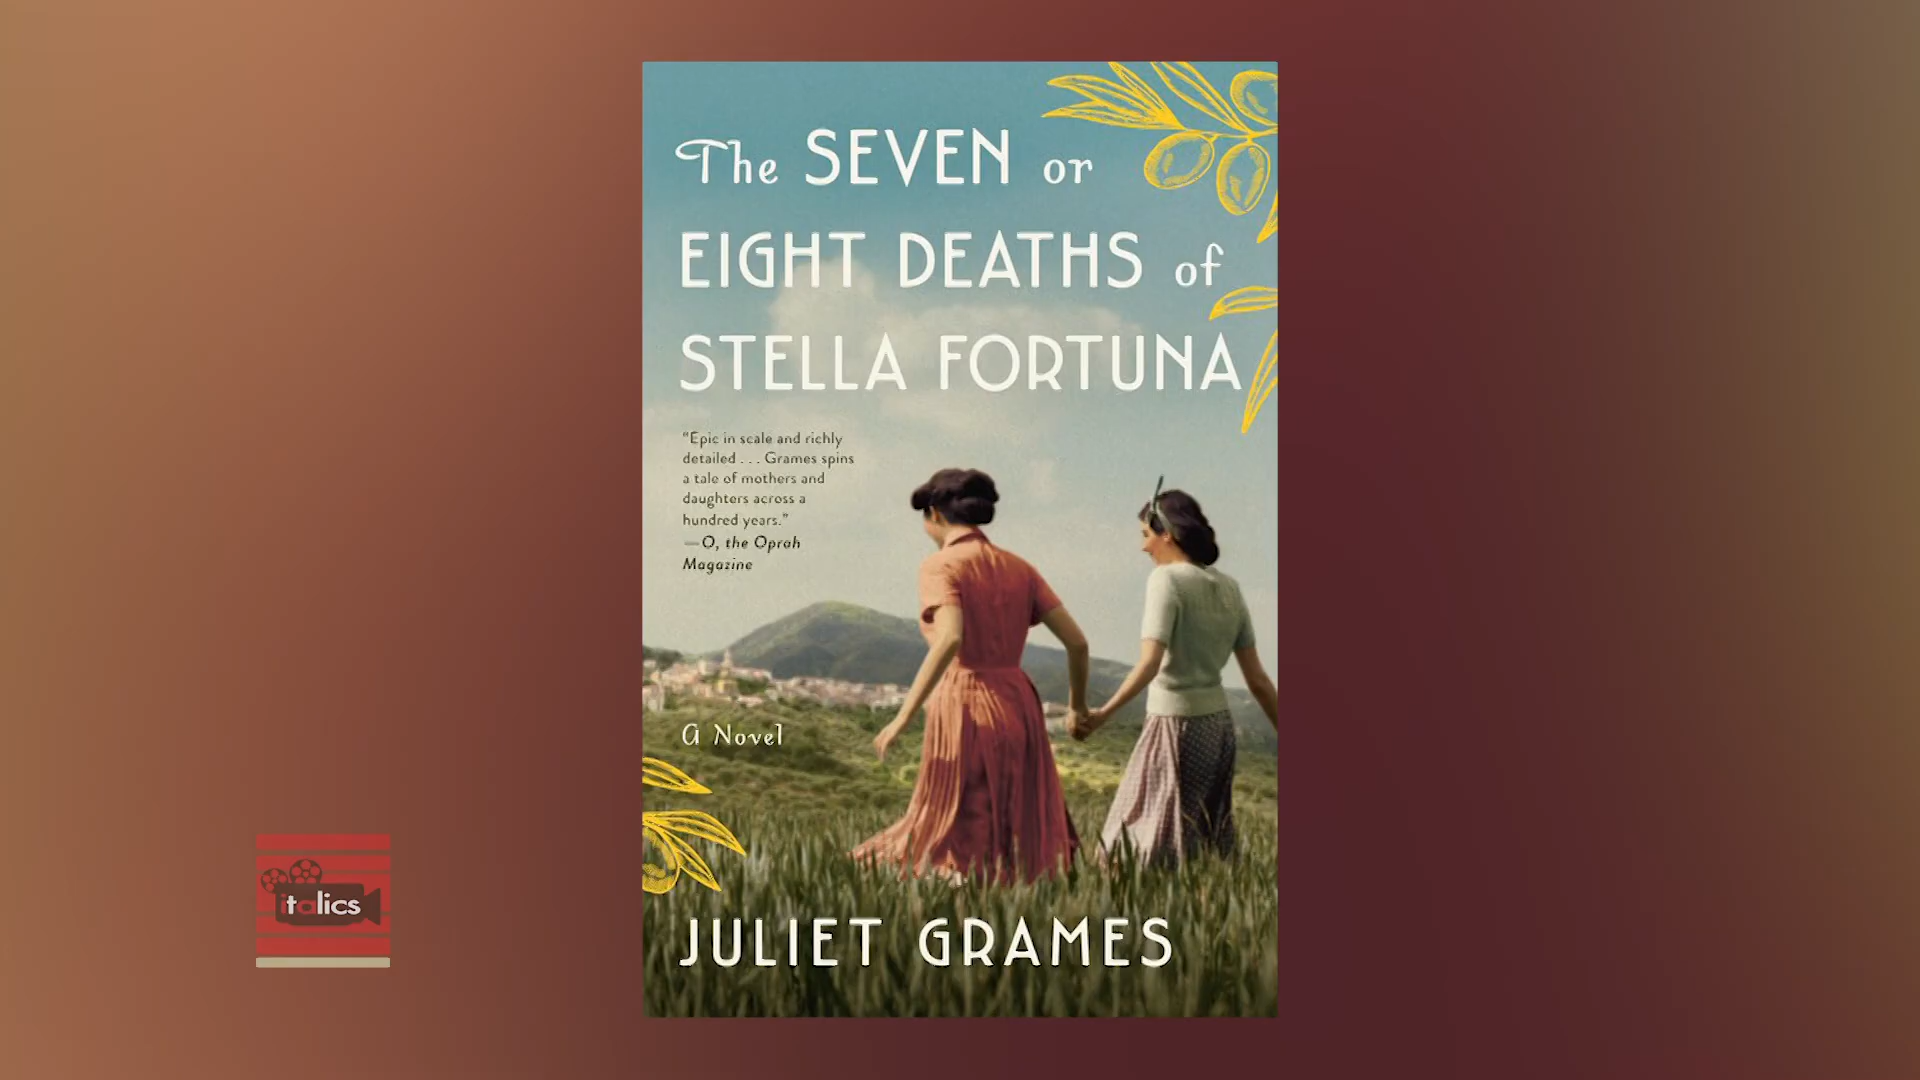 The SEVEN or
EIGHT DEATHS of
STELLA FORTUNA
“Epic in scale and richly
detailed . . . Grames spins
a tale of mothers and
daughters across a
hundred years.”
—O, the Oprah
Magazine
A Novel
JULIET GRAMES
italics